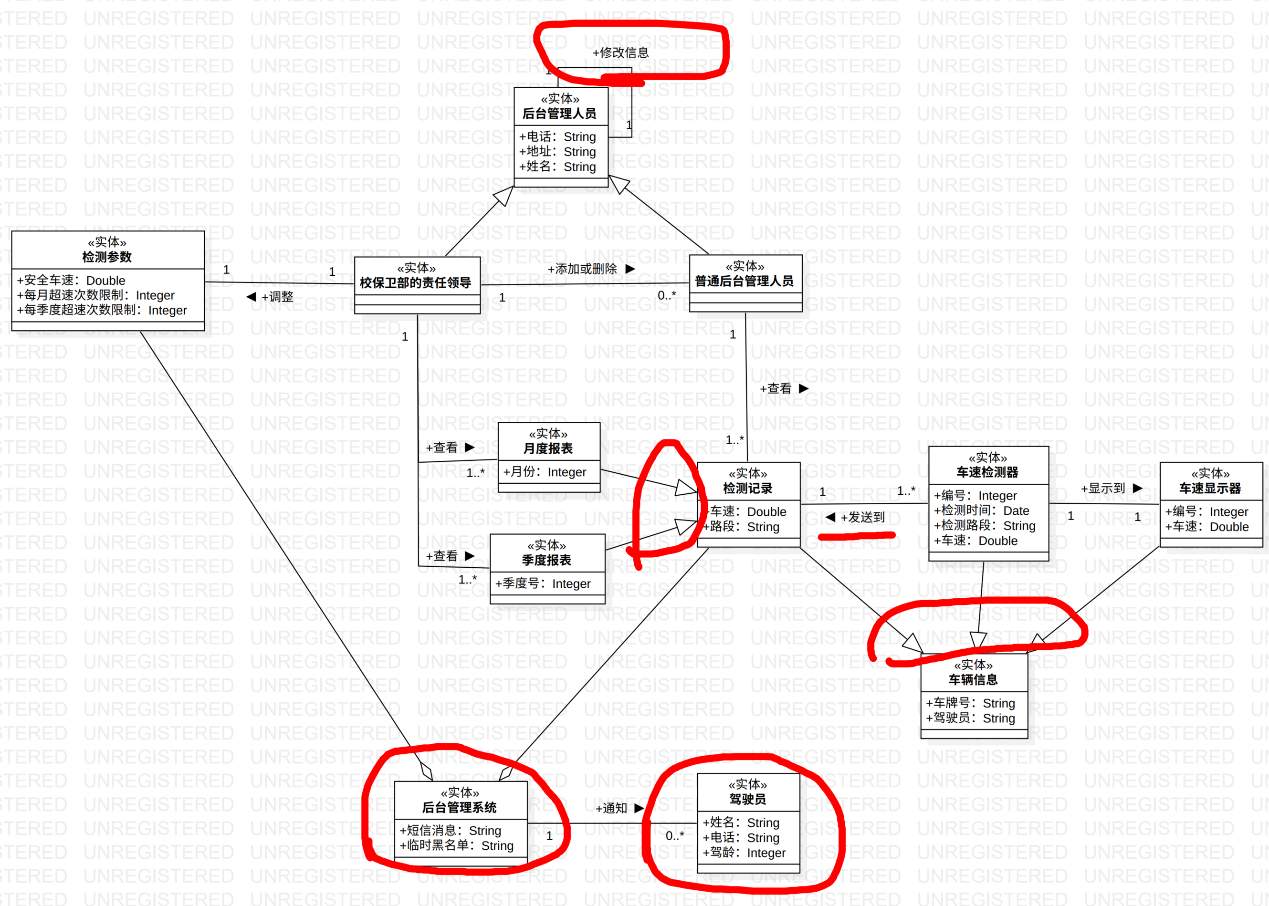 +修改信息
1
1
«实体»
后台管理人员
+电话：String
+地址：String
+姓名：String
«实体»
检测参数
+安全车速：Double
+每月超速次数限制：Integer
+每季度超速次数限制：Integer
1
1
◄ +调整
«实体»
校保卫部的责任领导
+添加或删除 ►
1
0..*
«实体»
普通后台管理人员
1
1
+查看 ►
1..*
+查看 ►
1..*
«实体»
月度报表
+月份：Integer
+查看 ►
1..*
«实体»
季度报表
+季度号：Integer
«实体»
检测记录
+车速：Double
+路段：String
1
1..*
◄ +发送到
«实体»
车速检测器
+编号：Integer
+检测时间：Date
+检测路段：String
+车速：Double
+显示到 ►
1
1
«实体»
车速显示器
+编号：Integer
+车速：Double
«实体»
车辆信息
+车牌号：String
+驾驶员：String
«实体»
后台管理系统
+短信消息：String
+临时黑名单：String
+通知 ►
1
0..*
«实体»
驾驶员
+姓名：String
+电话：String
+驾龄：Integer
UNREGISTERED